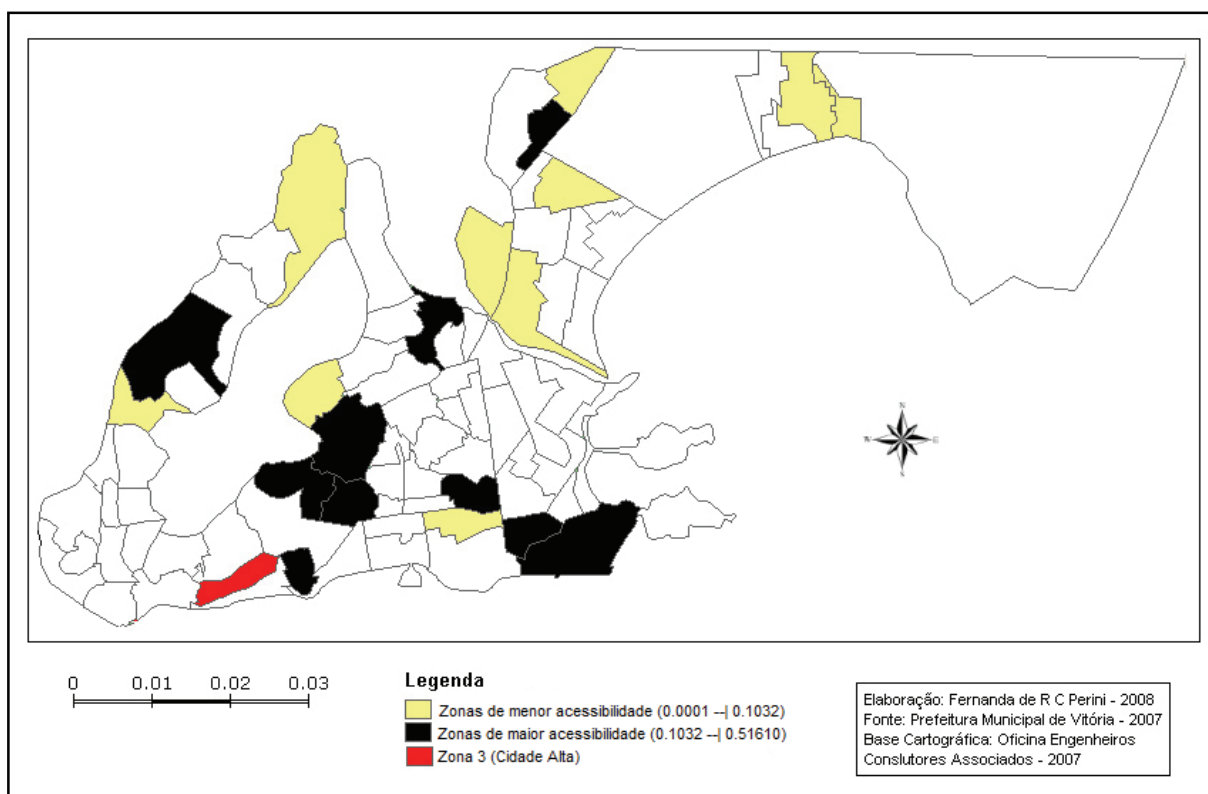 N
W
E
N
0 0.01 0.02 0.03
Legenda
Zonas de menor acessibilidade (0.0001 --| 0.1032)
Zonas de maior acessibilidade (0.1032 --| 0.51610)
Zona 3 (Cidade Alta)
Elaboração: Fernanda de R C Perini - 2008
Fonte: Prefeitura Municipal de Vitória - 2007
Base Cartográfica: Oficina Engenheiros
Conslutores Associados - 2007